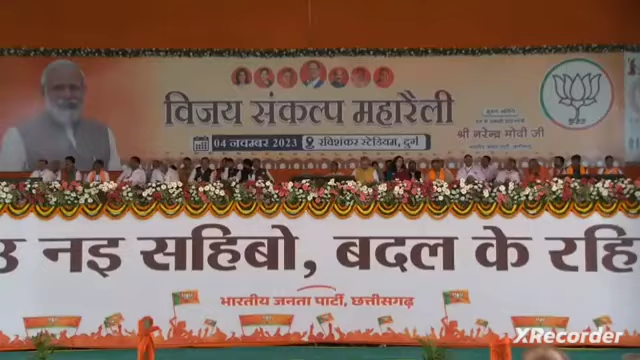 विजय संकल्प महारैली
04 नवम्बर 2023 रविशंकर स्टेडियम, दुर्ग
श्री नरेन्द्र मोदी जी
नइ सहिबो, बदल के रहि
भारतीय जनता पार्टी, छत्तीसगढ़
XRecorder